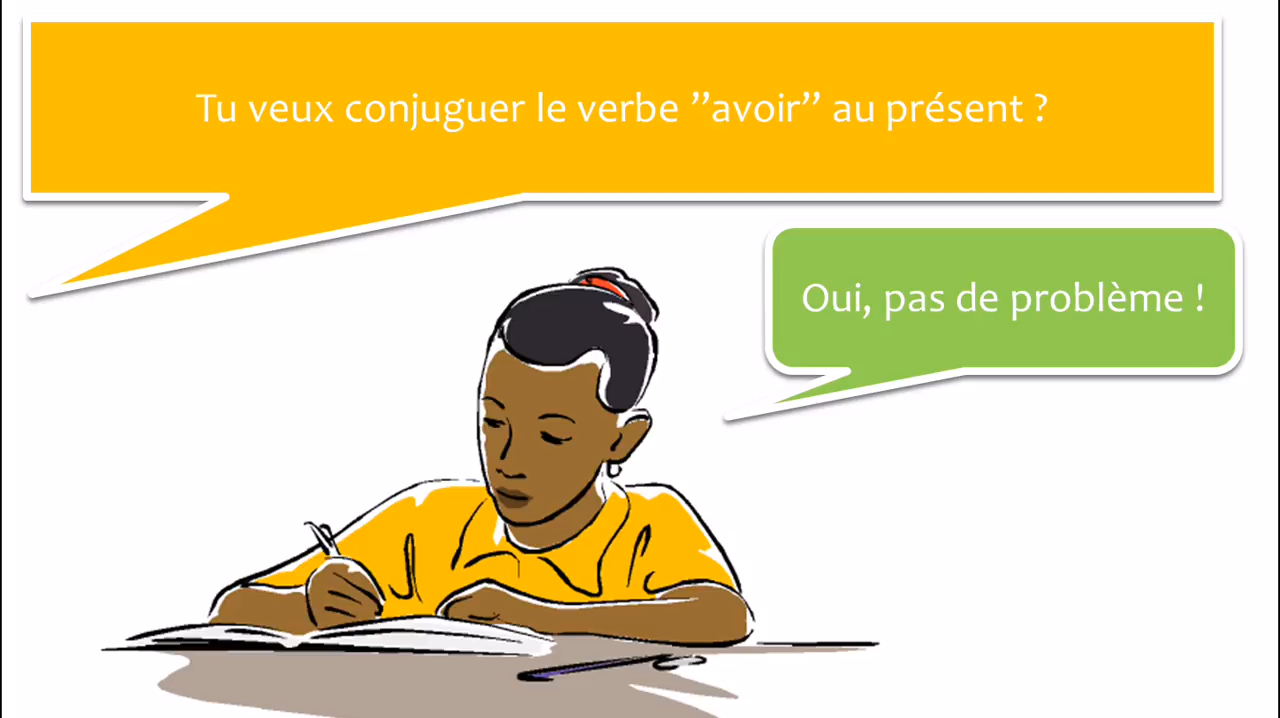 Tu veux conjuguer le verbe ”avoir” au présent ?
Oui, pas de problème !